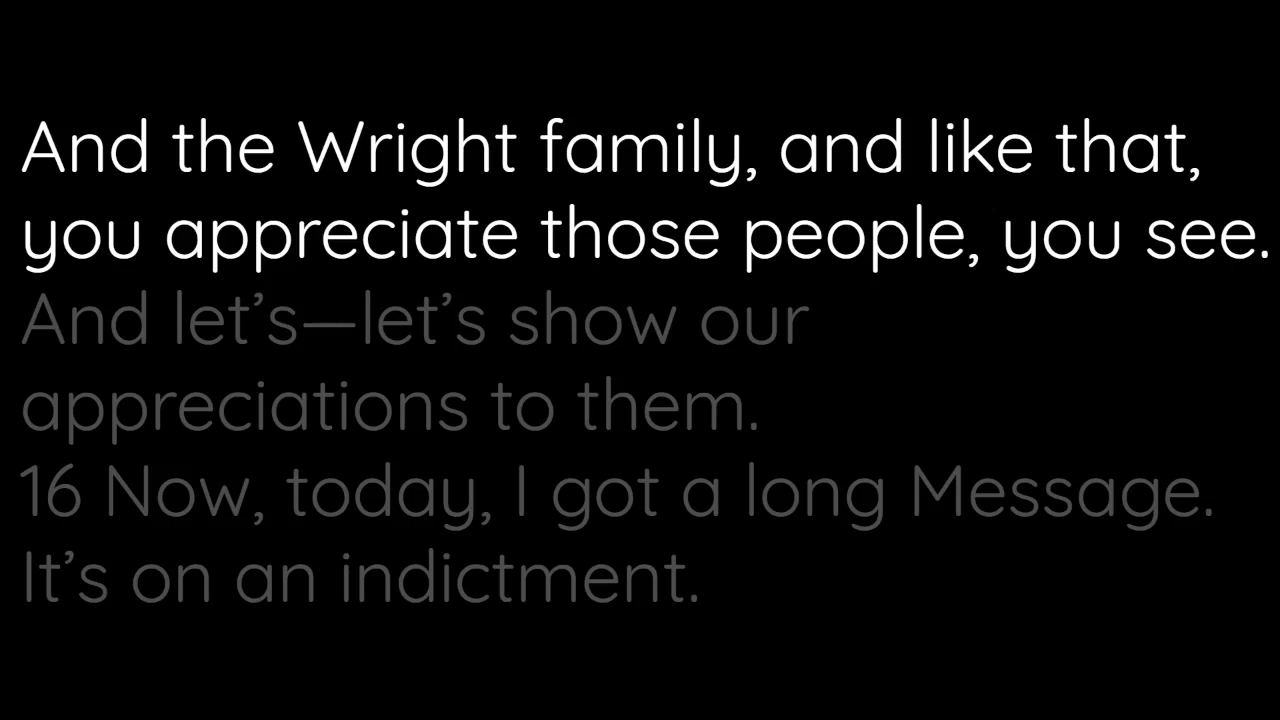 And the Wright family, and like that,
you appreciate those people, you see.
And let’s—let’s show our
appreciations to them.
16 Now, today, I got a long Message.
It’s on an indictment.